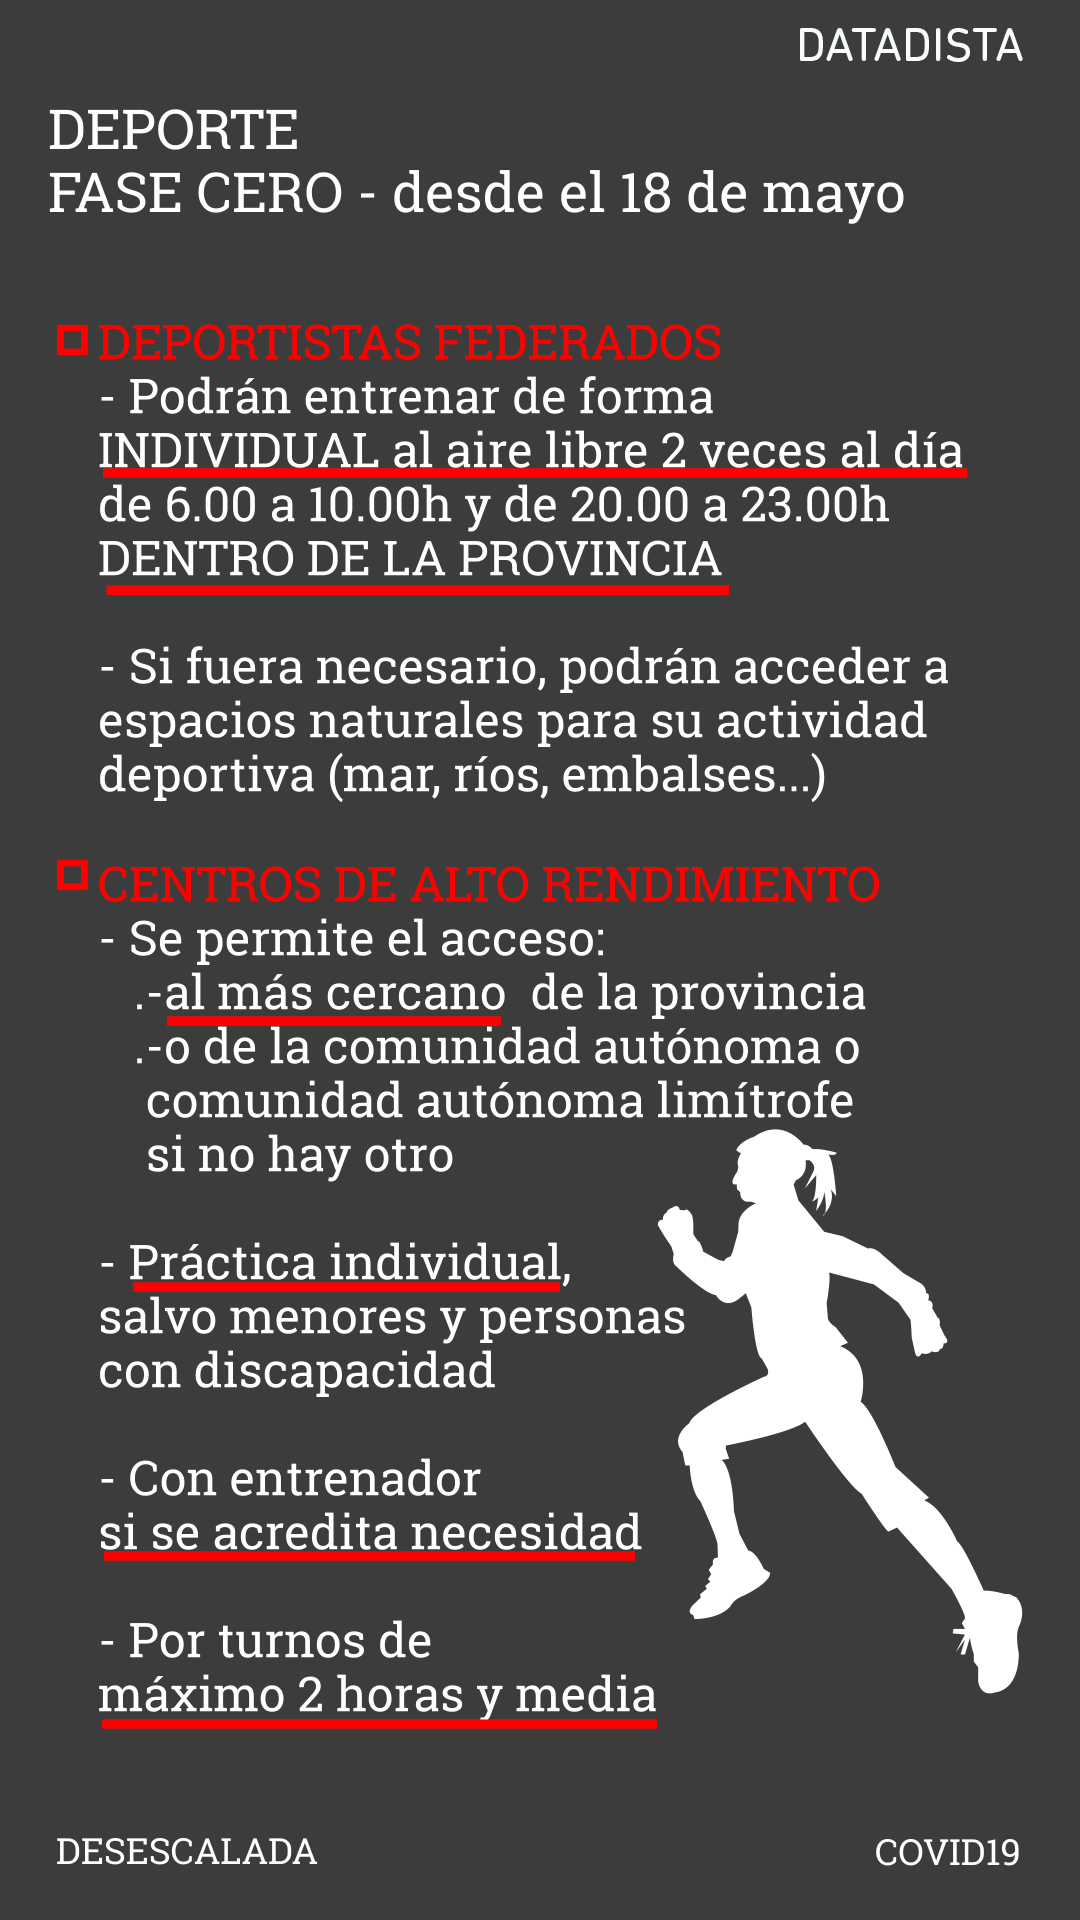 DATADISTA
DEPORTE
FASE CERO - desde el 18 de mayo
DEPORTISTAS FEDERADOS
- Podrán entrenar de forma
INDIVIDUAL al aire libre 2 veces al día
de 6.00 a 10.00h y de 20.00 a 23.00h
DENTRO DE LA PROVINCIA
- Si fuera necesario, podrán acceder a
espacios naturales para su actividad
deportiva (mar, ríos, embalses...)
CENTROS DE ALTO RENDIMIENTO
- Se permite el acceso:
.-al más cercano de la provincia
.-o de la comunidad autónoma o
comunidad autónoma limítrofe
si no hay otro
- Práctica individual,
salvo menores y personas
con discapacidad
- Con entrenador
si se acredita necesidad
- Por turnos de
máximo 2 horas y media
DESESCALADA
COVID19